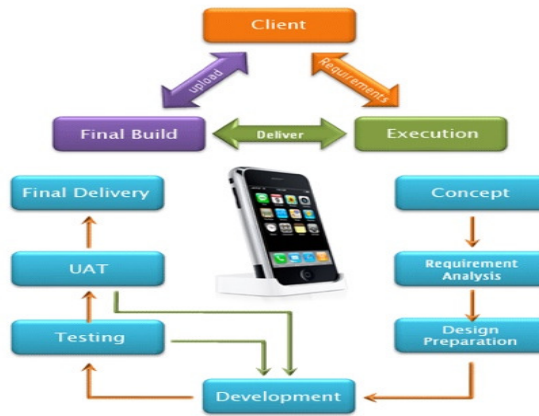 Client
upload
Requirements
Final Build
Deliver
Execution
Final Delivery
Concept
UAT
Requirement
Analysis
Testing
Design
Preparation
Development